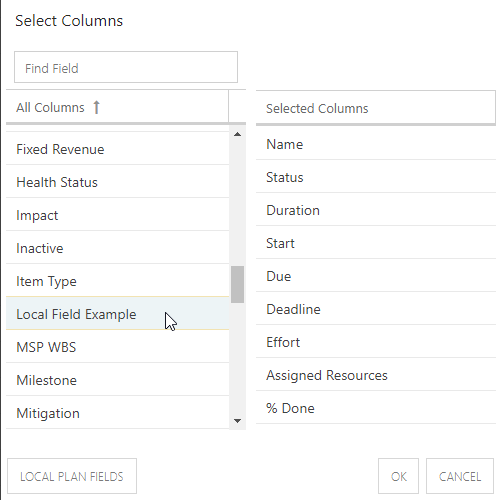 Select Columns
Find Field
All Columns
Fixed Revenue
Health Status
Impact
Inactive
Item Type
Local Field Example
MSP WBS
Milestone
Mitigation
Selected Columns
Name
Status
Duration
Start
Due
Deadline
Effort
Assigned Resources
% Done
LOCAL PLAN FIELDS
OK
CANCEL